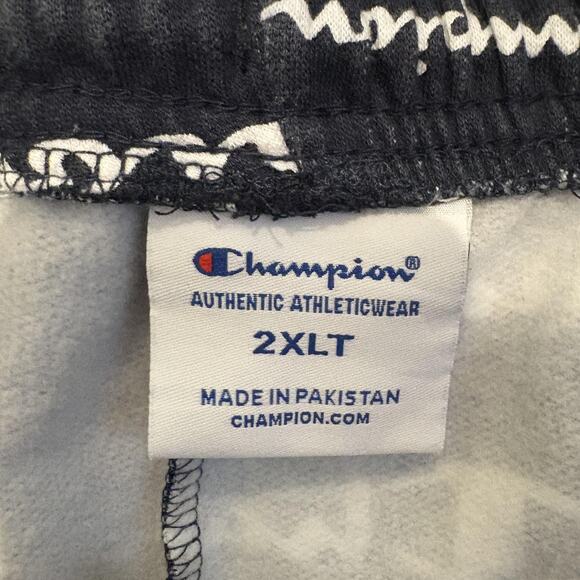 Champion®
AUTHENTIC ATHLETICWEAR
2XLT
MADE IN PAKISTAN
CHAMPION.COM